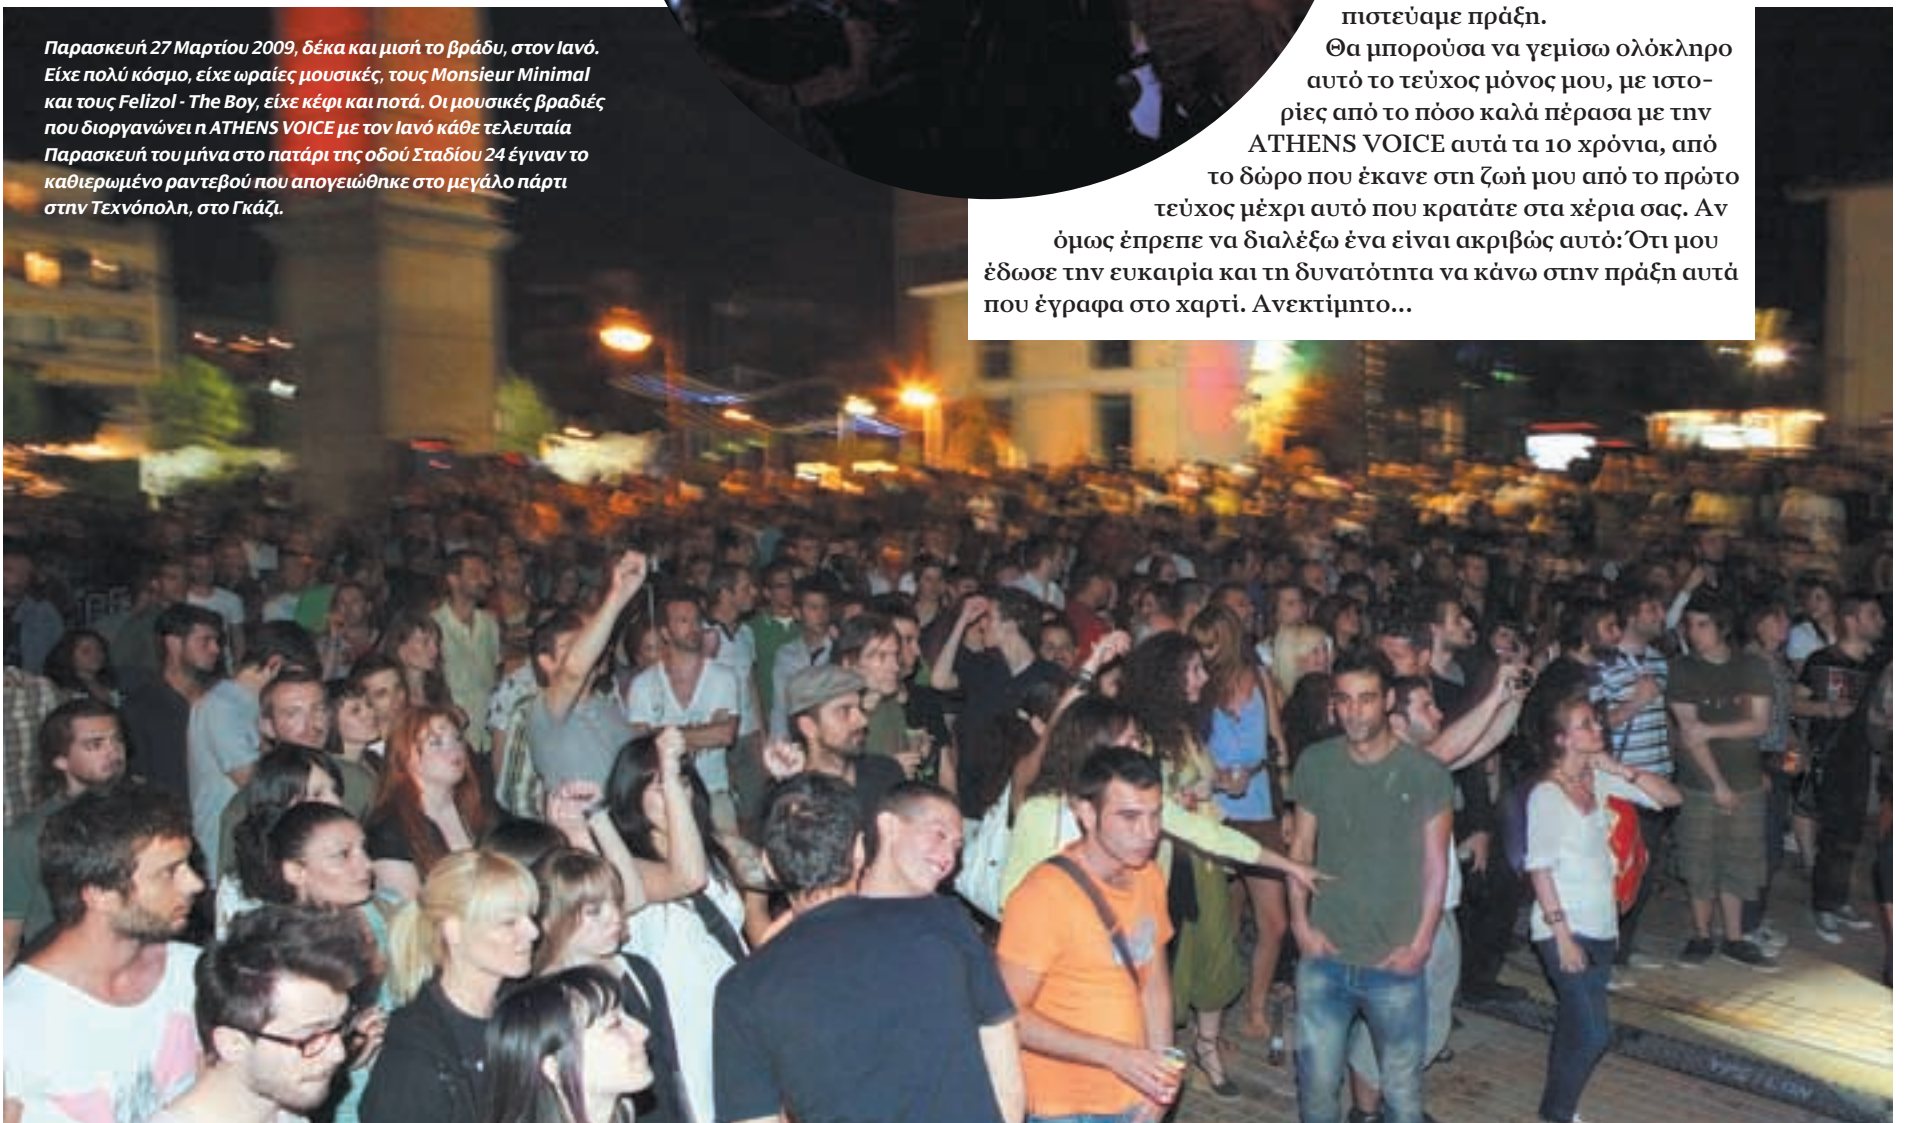 Παρασκευή 27 Μαρτίου 2009, δέκα και μισή το βράδυ, στον Ιανό.
Είχε πολύ κόσμο, είχε ωραίες μουσικές, τους Monsieur Minimal
και τους Felizol - The Boy, είχε κέφι και ποτά. Οι μουσικές βραδιές
που διοργανώνει η ATHENS VOICE με τον Ιανό κάθε τελευταία
Παρασκευή του μήνα στο πατάρι της οδού Σταδίου 24 έγιναν το
καθιερωμένο ραντεβού που απογειώθηκε στο μεγάλο πάρτι
στην Τεχνόπολη, στο Γκάζι.
πιστεύαμε πράξη.
Θα μπορούσα να γεμίσω ολόκληρο
αυτό το τεύχος μόνος μου, με ιστο-
ρίες από το πόσο καλά πέρασα με την
ATHENS VOICE αυτά τα 10 χρόνια, από
το δώρο που έκανε στη ζωή μου από το πρώτο
τεύχος μέχρι αυτό που κρατάτε στα χέρια σας. Αν
όμως έπρεπε να διαλέξω ένα είναι ακριβώς αυτό: Ότι μου
έδωσε την ευκαιρία και τη δυνατότητα να κάνω στην πράξη αυτά
που έγραφα στο χαρτί. Ανεκτίμητο...